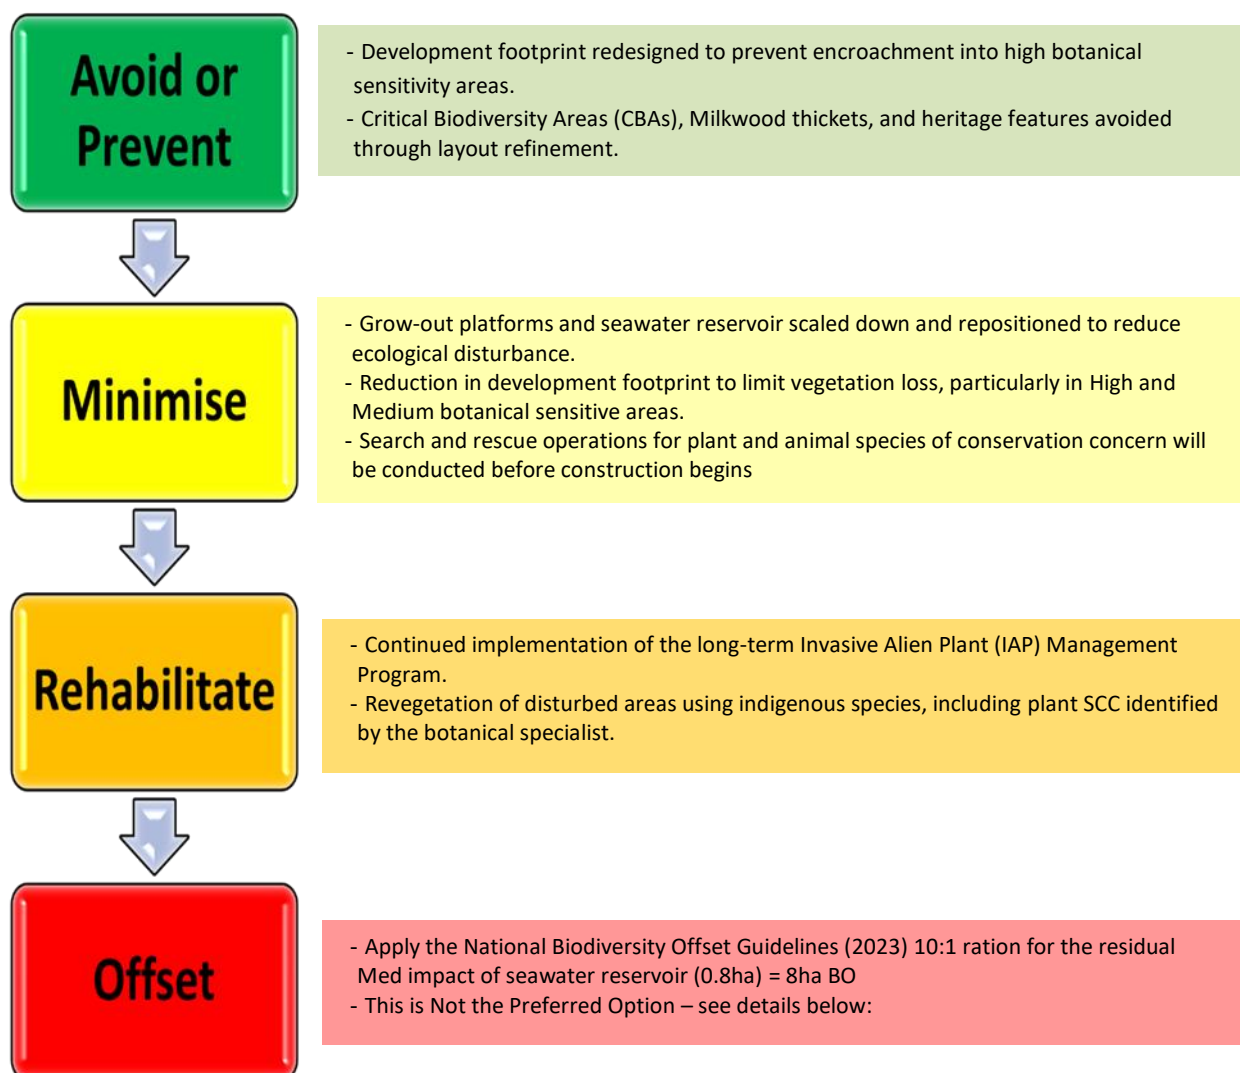 Avoid or
Prevent
- Development footprint redesigned to prevent encroachment into high botanical
sensitivity areas.
- Critical Biodiversity Areas (CBAs), Milkwood thickets, and heritage features avoided
through layout refinement.
Minimise
- Grow-out platforms and seawater reservoir scaled down and repositioned to reduce
ecological disturbance.
- Reduction in development footprint to limit vegetation loss, particularly in High and
Medium botanical sensitive areas.
- Search and rescue operations for plant and animal species of conservation concern will
be conducted before construction begins
Rehabilitate
- Continued implementation of the long-term Invasive Alien Plant (IAP) Management
Program.
- Revegetation of disturbed areas using indigenous species, including plant SCC identified
by the botanical specialist.
Offset
- Apply the National Biodiversity Offset Guidelines (2023) 10:1 ration for the residual
Med impact of seawater reservoir (0.8ha) = 8ha BO
- This is Not the Preferred Option – see details below: